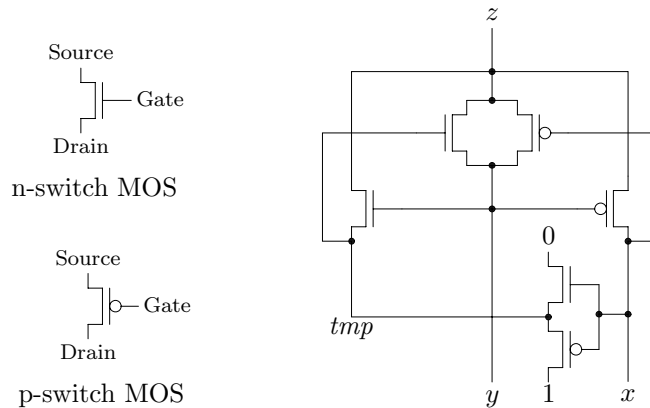 Source
Gate
Drain
n-switch MOS
Source
Gate
Drain
p-switch MOS
z
0
tmp
y
1
x